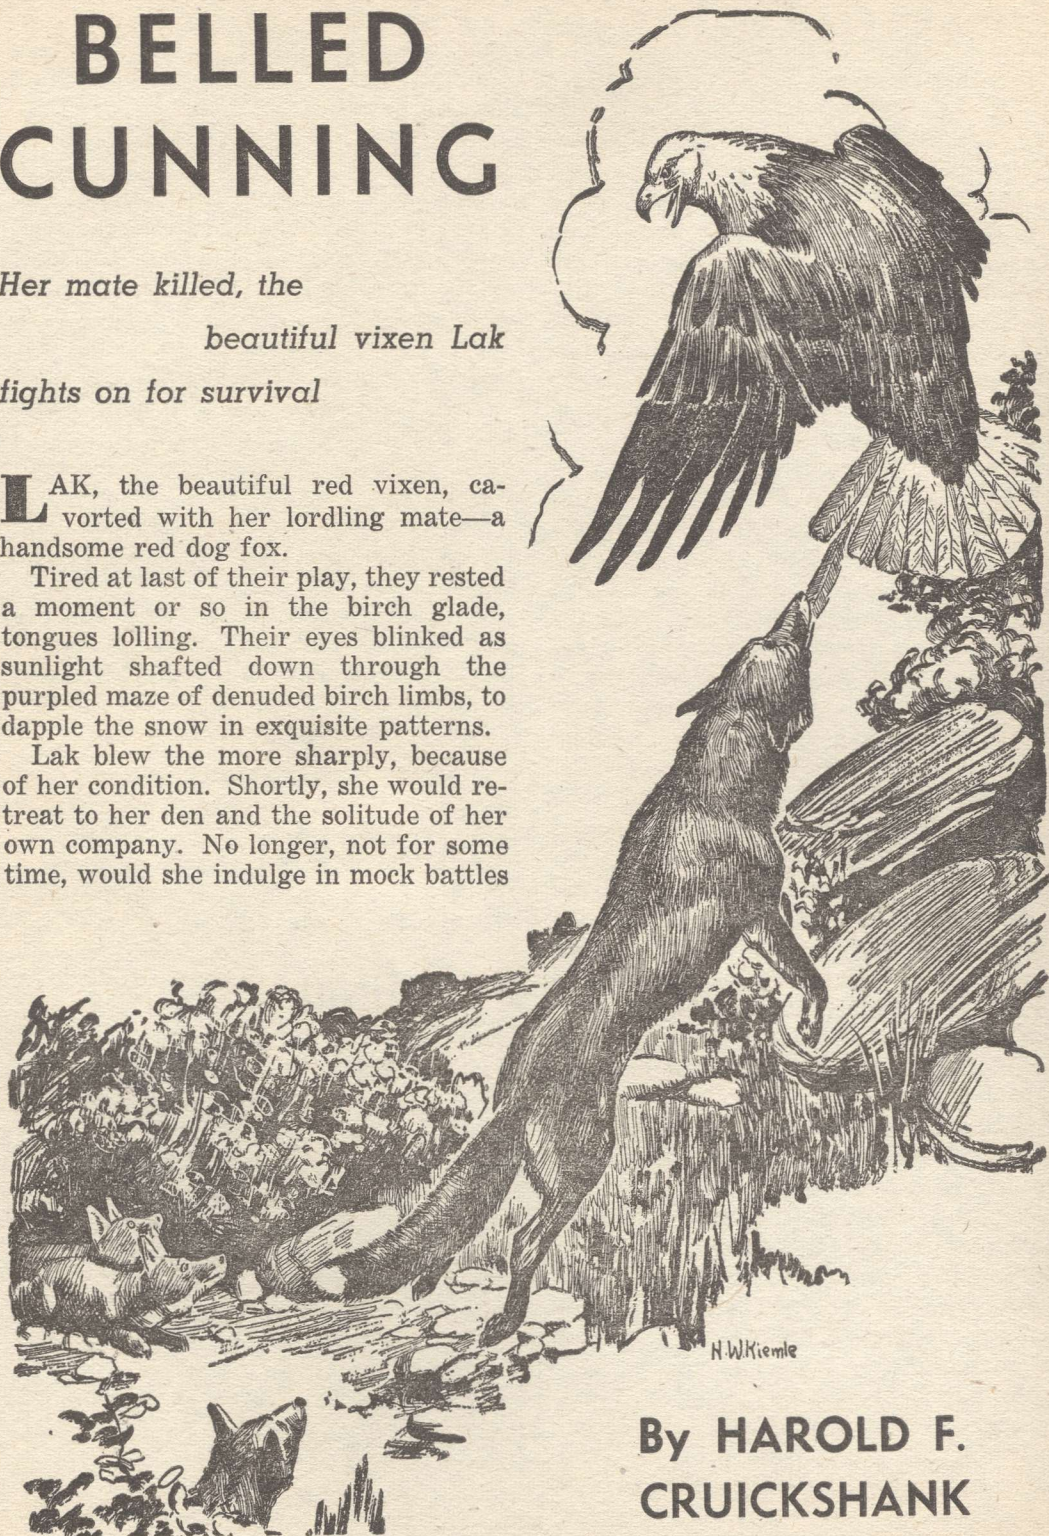 BELLED
CUNNING
Her mate killed, the
beautiful vixen Lak
fights on for survival
LAK, the beautiful red vixen, ca-
vorted with her lordling mate—a
handsome red dog fox.
Tired at last of their play, they rested
a moment or so in the birch glade,
tongues lolling. Their eyes blinked as
sunlight shafted down through the
purpled maze of denuded birch limbs, to
dapple the snow in exquisite patterns.
Lak blew the more sharply, because
of her condition. Shortly, she would re-
treat to her den and the solitude of her
own company. No longer, not for some
time, would she indulge in mock battles
H.W.Kiemle
By HAROLD F.
CRUICKSHANK